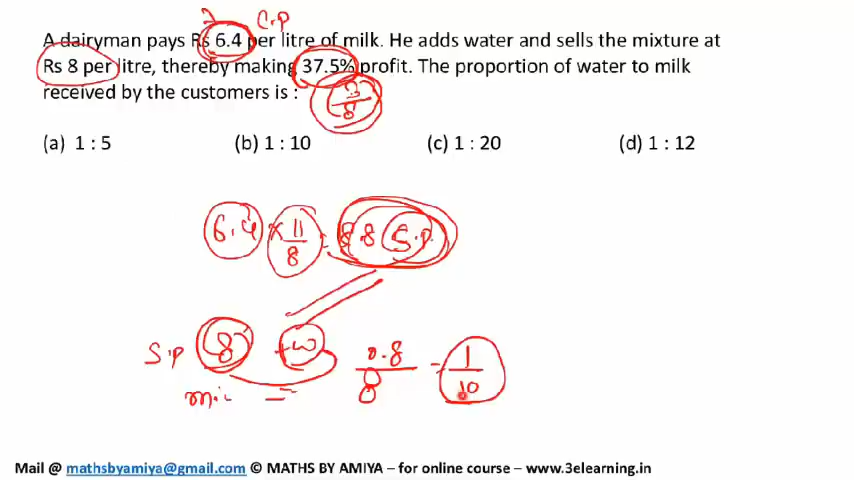 C.P
A dairyman pays Rs 6.4 per litre of milk. He adds water and sells the mixture at
Rs 8 per litre, thereby making 37.5% profit. The proportion of water to milk
received by the customers is :
3/8
(a) 1 : 5 (b) 1 : 10 (c) 1 : 20 (d) 1 : 12
6.4 × 11/8 = 8.8 S.P.
S.P 8 +w 0.8/8 = 1/10
Mail @ mathsbyamiya@gmail.com © MATHS BY AMIYA – for online course – www.3elearning.in